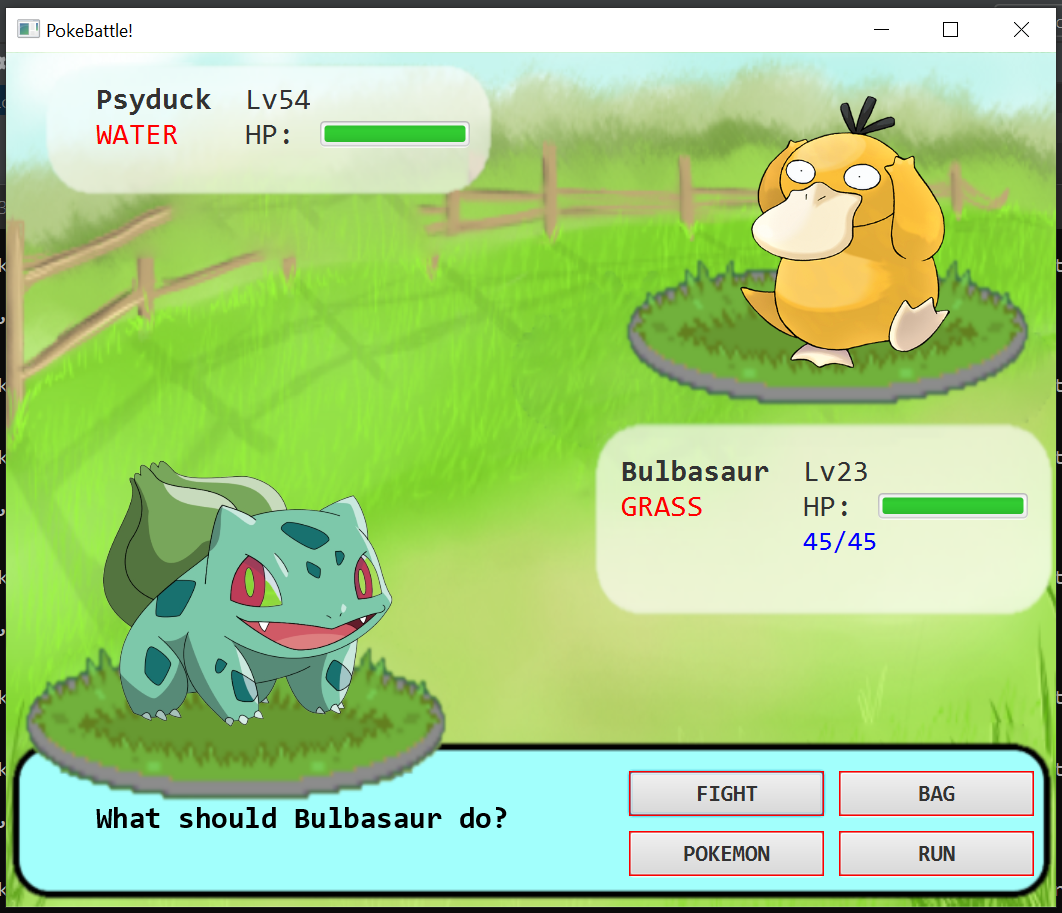 PokeBattle!
Psyduck Lv54
WATER HP:
Bulbasaur Lv23
GRASS HP:
45/45
What should Bulbasaur do?
FIGHT BAG
POKEMON RUN